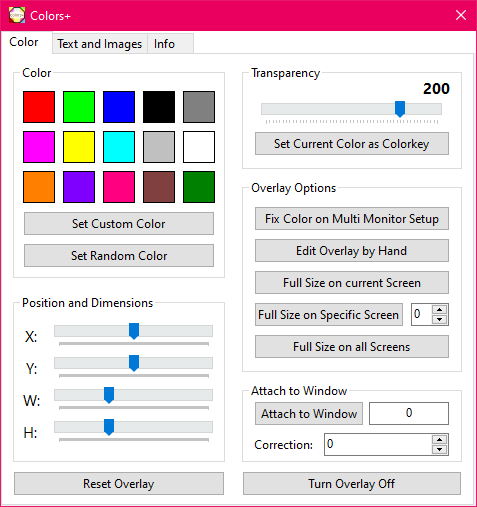 Colors+
Color
Text and Images
Info
Color
Set Custom Color
Set Random Color
Position and Dimensions
X:
Y:
W:
H:
Reset Overlay
Transparency
200
Set Current Color as Colorkey
Overlay Options
Fix Color on Multi Monitor Setup
Edit Overlay by Hand
Full Size on current Screen
Full Size on Specific Screen 0
Full Size on all Screens
Attach to Window
Attach to Window 0
Correction: 0
Turn Overlay Off